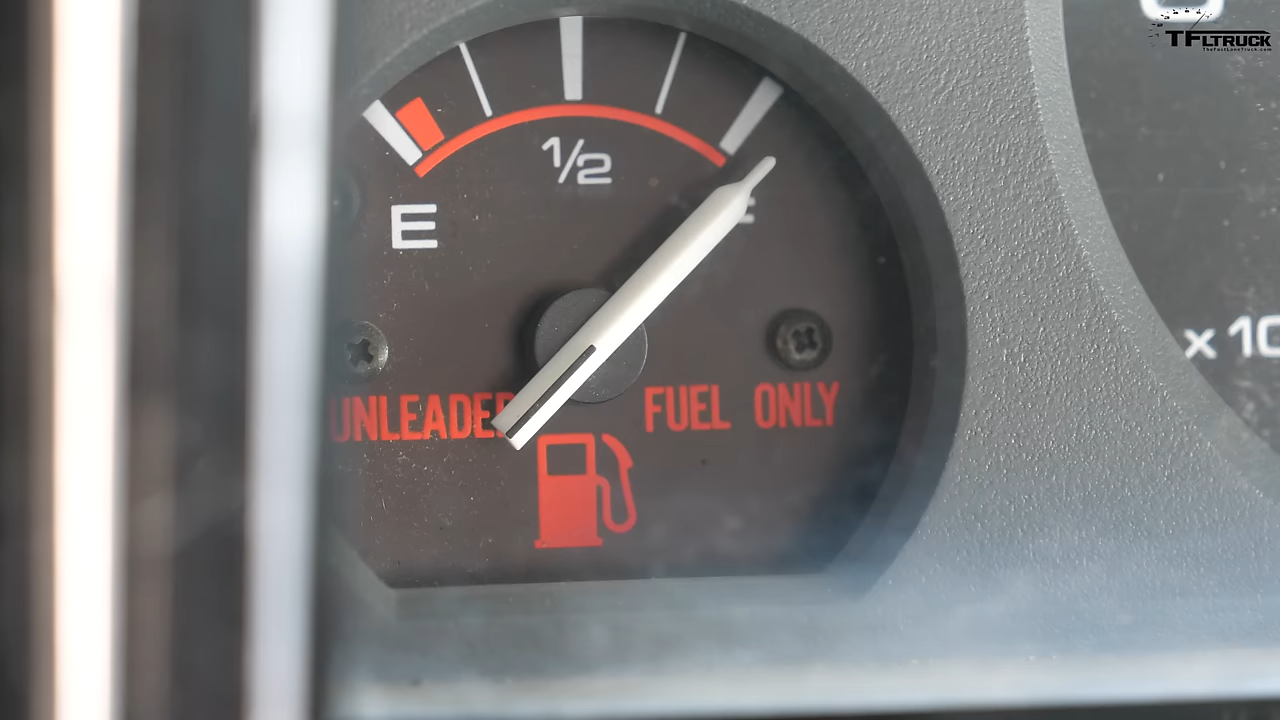 TFLTRUCK
TheFastLaneTruck.com
1/2
E
x 10
UNLEADED FUEL ONLY